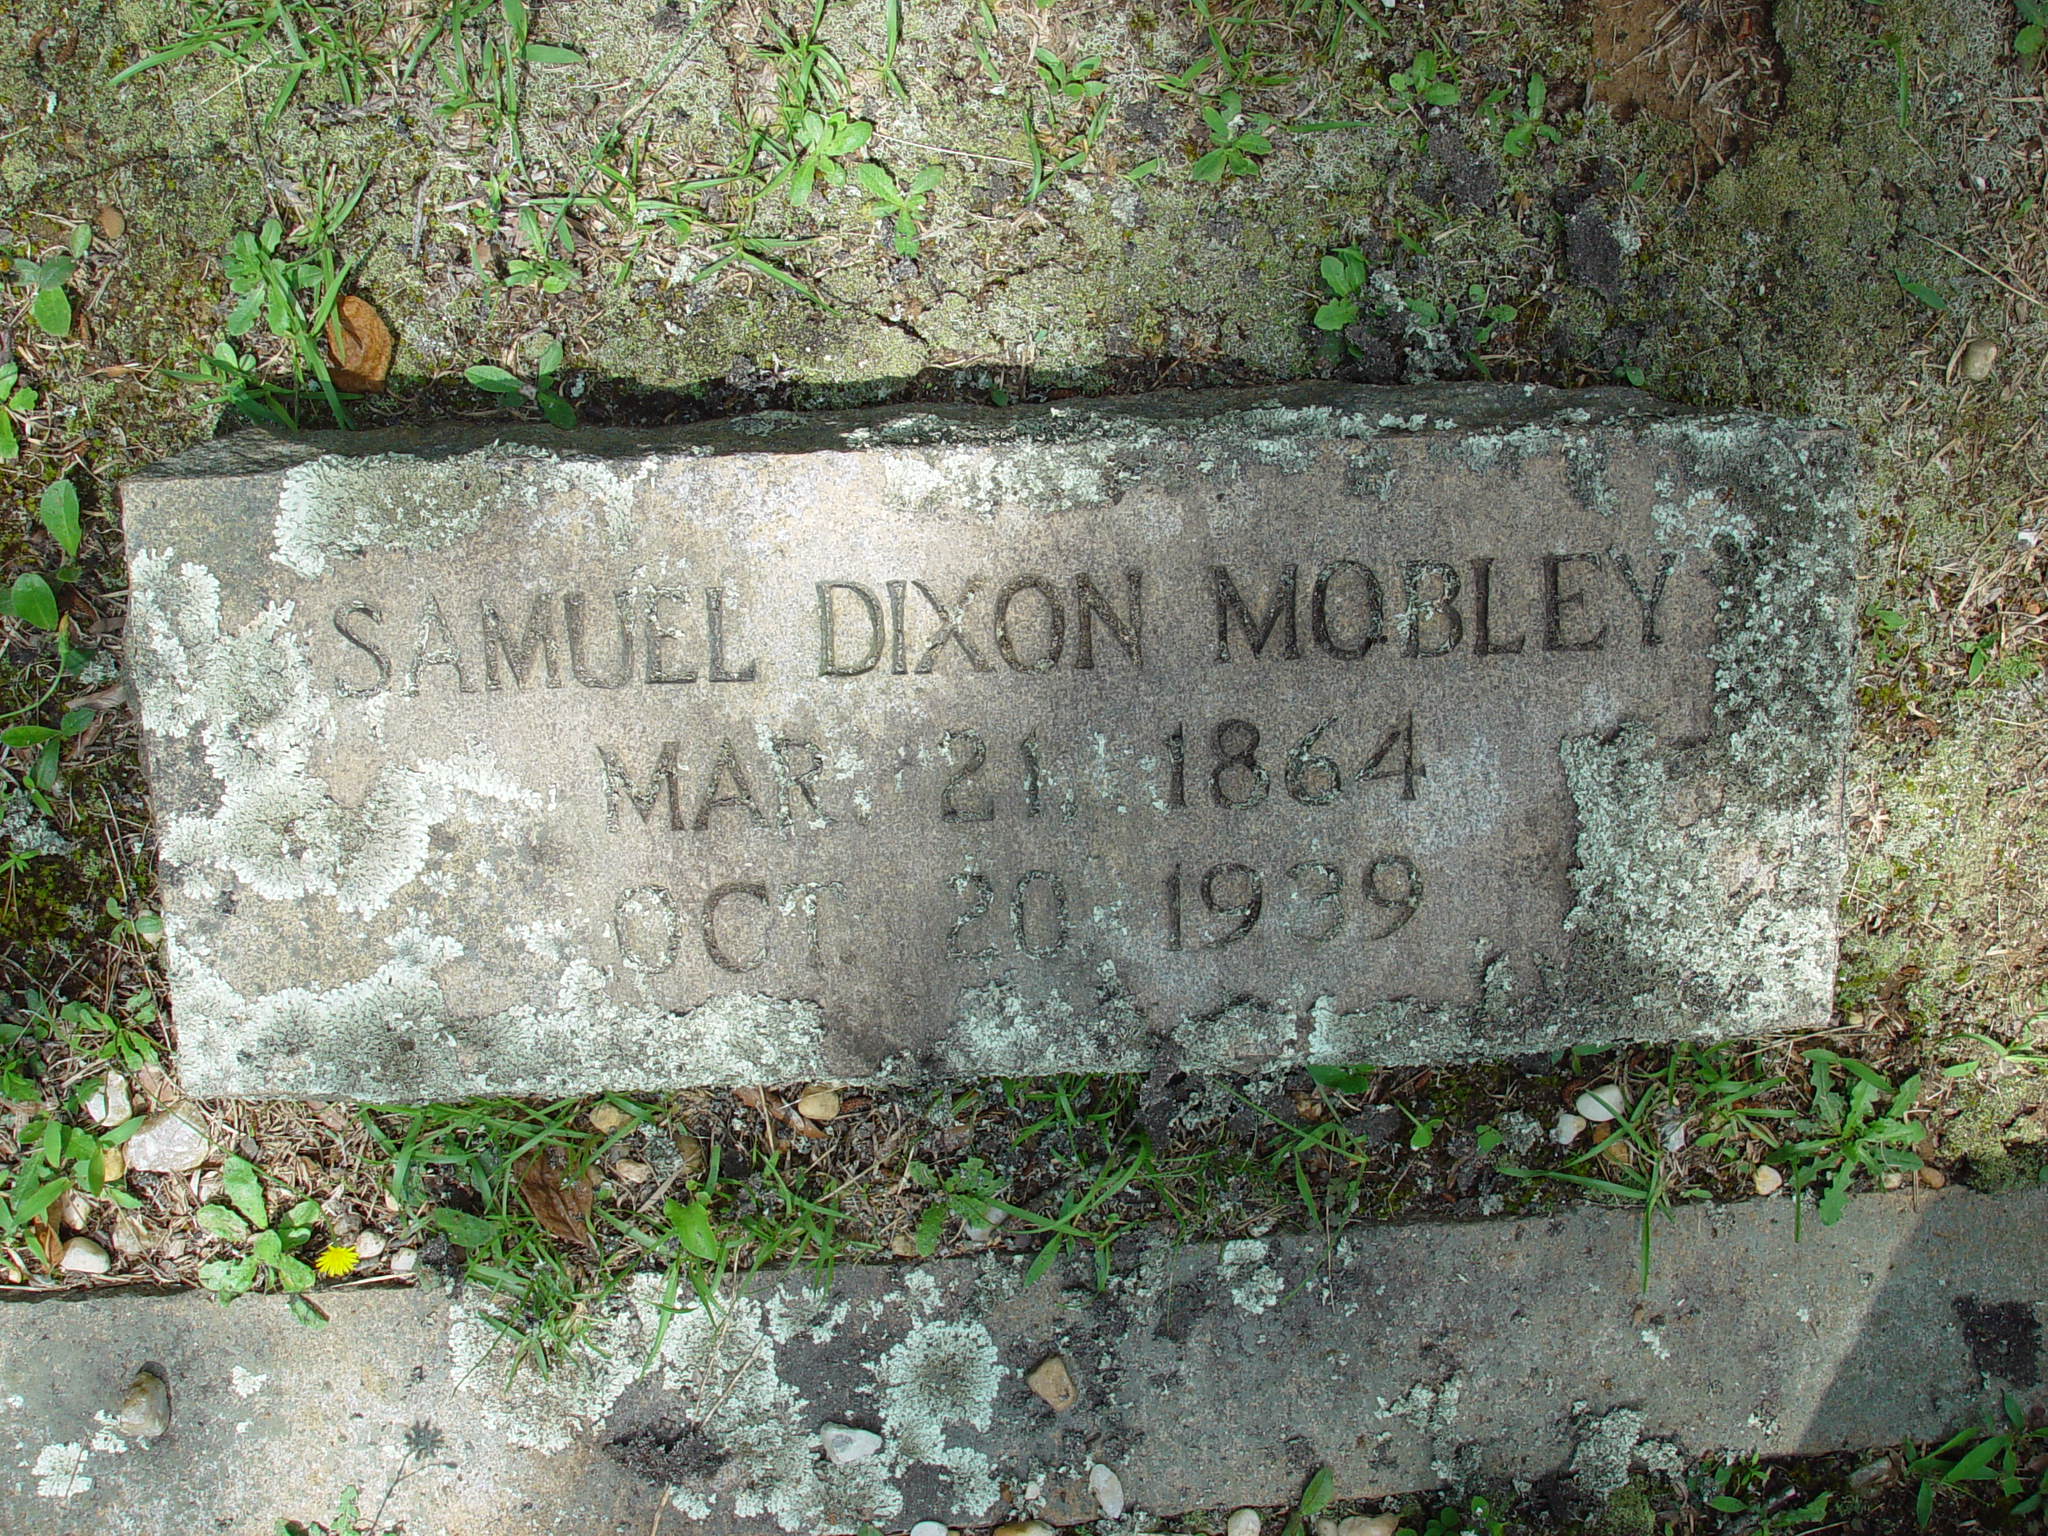 SAMUEL DIXON MOBLEY
MAR. 21, 1864
OCT 20 1939